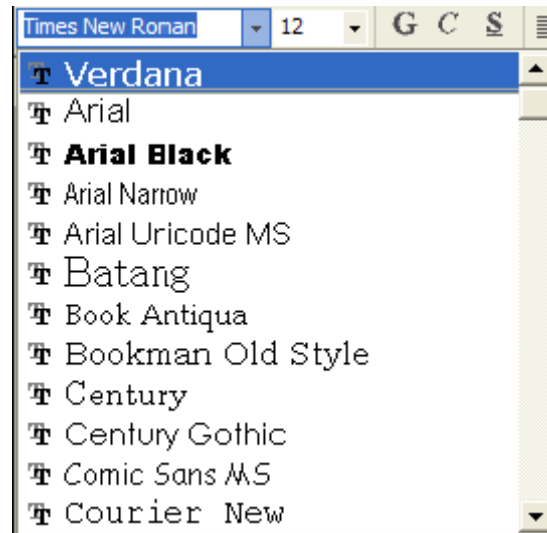 Times New Roman 12 G C S
Verdana
Arial
Arial Black
Arial Narrow
Arial Uricode MS
Batang
Book Antiqua
Bookman Old Style
Century
Century Gothic
Comic Sans MS
Courier New